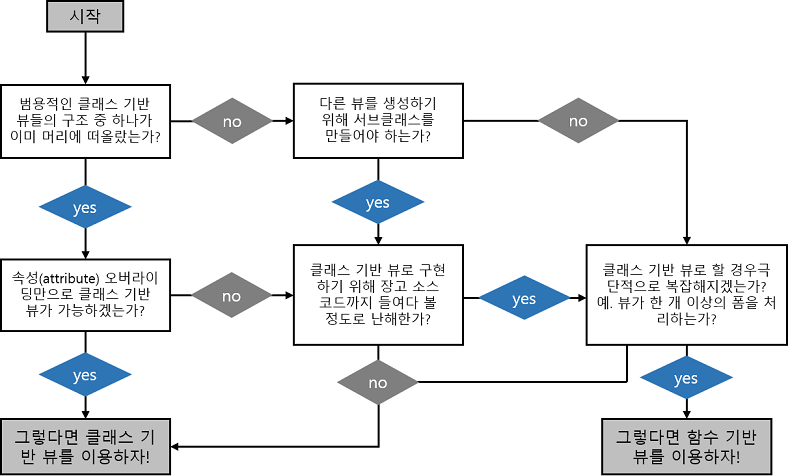 시작
범용적인 클래스 기반
뷰들의 구조 중 하나가
이미 머리에 떠올랐는가?
no
다른 뷰를 생성하기
위해 서브클래스를
만들어야 하는가?
no
yes
yes
속성(attribute) 오버라이
딩만으로 클래스 기반
뷰가 가능하겠는가?
no
클래스 기반 뷰로 구현
하기 위해 장고 소스
코드까지 들여다 볼
정도로 난해한가?
yes
클래스 기반 뷰로 할 경우극
단적으로 복잡해지겠는가?
예. 뷰가 한 개 이상의 폼을 처
리하는가?
yes
no
yes
그렇다면 클래스 기
반 뷰를 이용하자!
그렇다면 함수 기반
뷰를 이용하자!